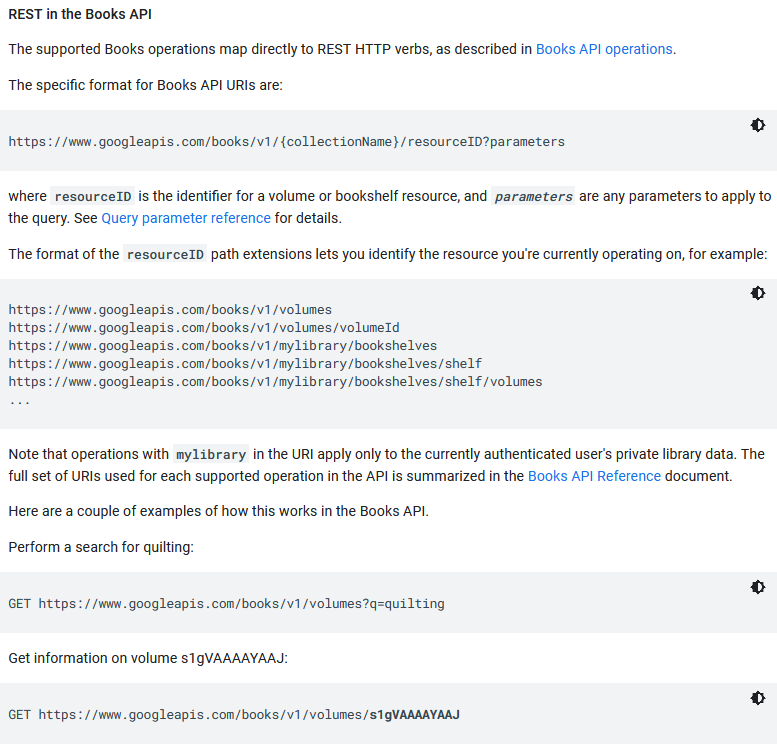 REST in the Books API
The supported Books operations map directly to REST HTTP verbs, as described in Books API operations.
The specific format for Books API URIs are:
https://www.googleapis.com/books/v1/{collectionName}/resourceID?parameters
where resourceID is the identifier for a volume or bookshelf resource, and parameters are any parameters to apply to
the query. See Query parameter reference for details.
The format of the resourceID path extensions lets you identify the resource you're currently operating on, for example:
https://www.googleapis.com/books/v1/volumes
https://www.googleapis.com/books/v1/volumes/volumeId
https://www.googleapis.com/books/v1/mylibrary/bookshelves
https://www.googleapis.com/books/v1/mylibrary/bookshelves/shelf
https://www.googleapis.com/books/v1/mylibrary/bookshelves/shelf/volumes
...
Note that operations with mylibrary in the URI apply only to the currently authenticated user's private library data. The
full set of URIs used for each supported operation in the API is summarized in the Books API Reference document.
Here are a couple of examples of how this works in the Books API.
Perform a search for quilting:
GET https://www.googleapis.com/books/v1/volumes?q=quilting
Get information on volume s1gVAAAAYAAJ:
GET https://www.googleapis.com/books/v1/volumes/s1gVAAAAYAAJ